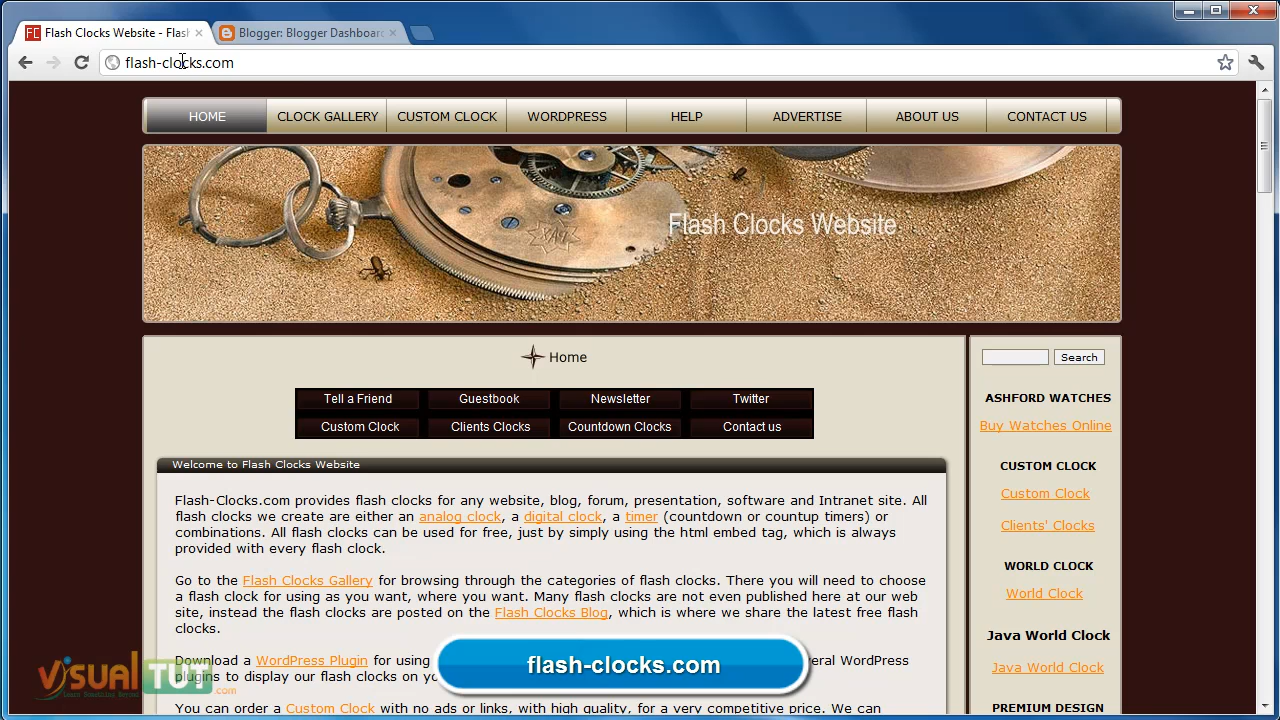 Flash Clocks Website - Flash
Blogger: Blogger Dashboard
flash-clocks.com
HOME
CLOCK GALLERY
CUSTOM CLOCK
WORDPRESS
HELP
ADVERTISE
ABOUT US
CONTACT US
Flash Clocks Website
Home
Search
Tell a Friend
Guestbook
Newsletter
Twitter
Custom Clock
Clients Clocks
Countdown Clocks
Contact us
Welcome to Flash Clocks Website
Flash-Clocks.com provides flash clocks for any website, blog, forum, presentation, software and Intranet site. All
flash clocks we create are either an analog clock, a digital clock, a timer (countdown or countup timers) or
combinations. All flash clocks can be used for free, just by simply using the html embed tag, which is always
provided with every flash clock.
Go to the Flash Clocks Gallery for browsing through the categories of flash clocks. There you will need to choose
a flash clock for using as you want, where you want. Many flash clocks are not even published here at our web
site, instead the flash clocks are posted on the Flash Clocks Blog, which is where we share the latest free flash
clocks.
Download a WordPress Plugin for using
eral WordPress
plugins to display our flash clocks on yo
You can order a Custom Clock with no ads or links, with high quality, for a very competitive price. We can
ASHFORD WATCHES
Buy Watches Online
CUSTOM CLOCK
Custom Clock
Clients' Clocks
WORLD CLOCK
World Clock
Java World Clock
Java World Clock
PREMIUM DESIGN
flash-clocks.com
VISUAL TUT
Learn Something Beyond
.com